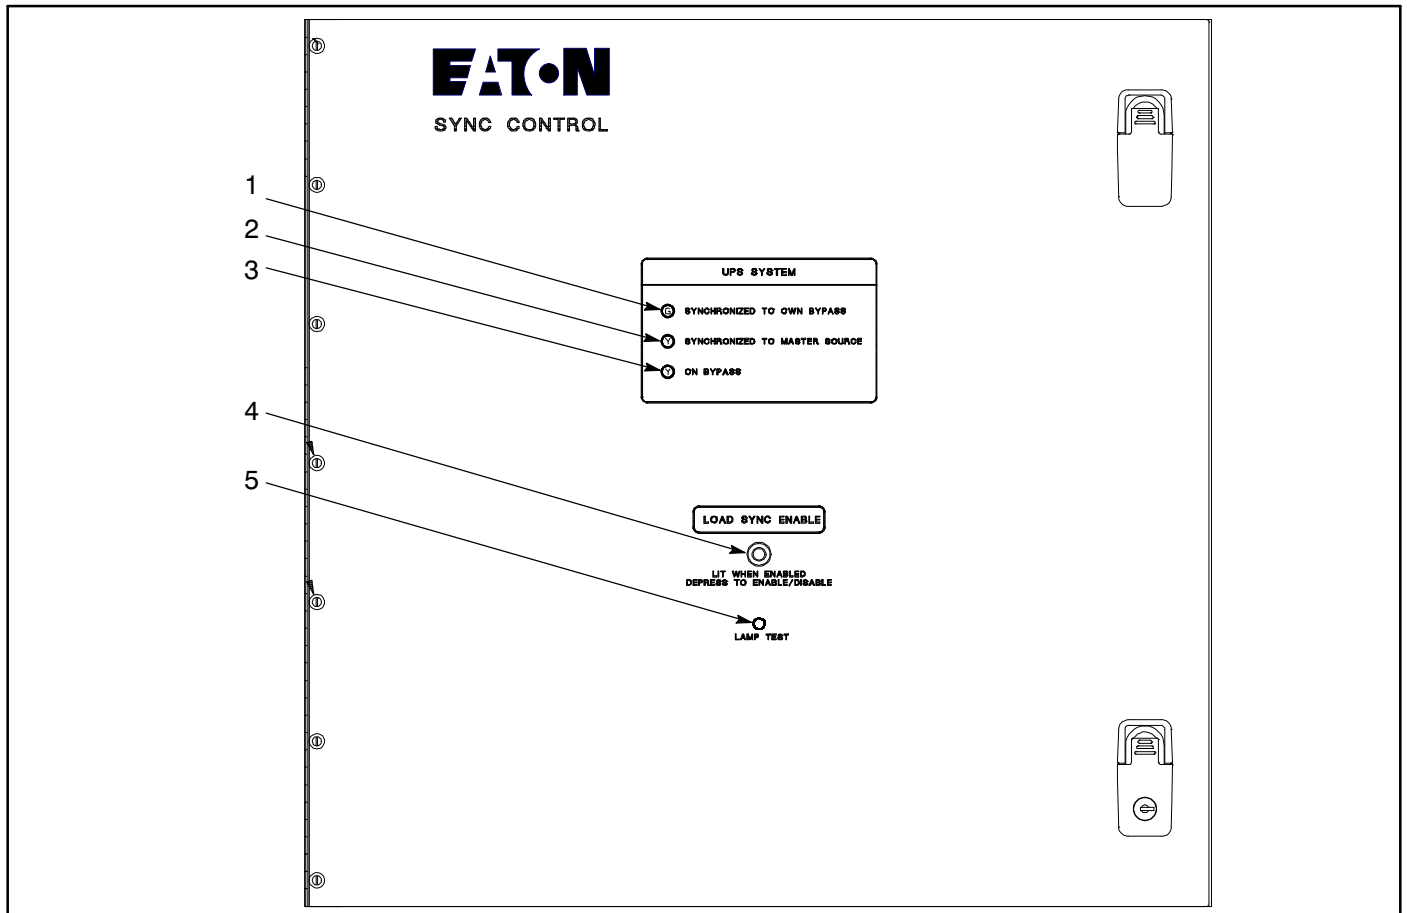 EATON
SYNC CONTROL
1
2
3
UPS SYSTEM
G SYNCHRONIZED TO OWN BYPASS
Y SYNCHRONIZED TO MASTER SOURCE
Y ON BYPASS
4
5
LOAD SYNC ENABLE
LIT WHEN ENABLED
DEPRESS TO ENABLE/DISABLE
LAMP TEST